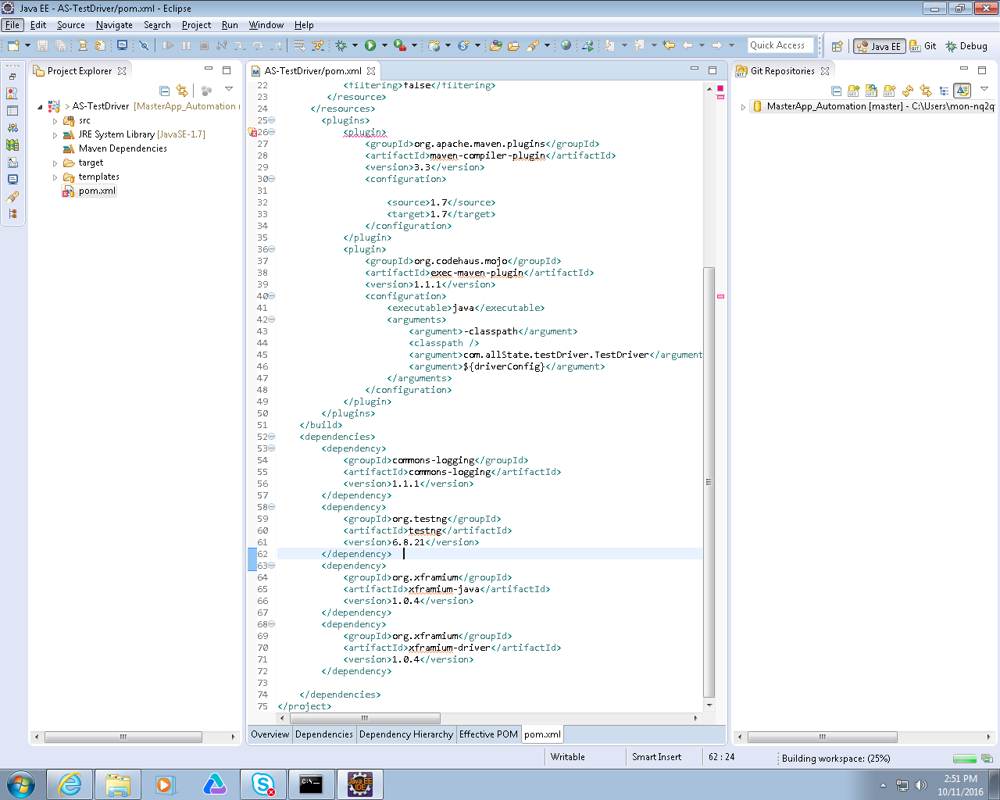 Java EE - AS-TestDriver/pom.xml - Eclipse
File Edit Source Navigate Search Project Run Window Help
Quick Access
Java EE
Git
Debug
Project Explorer
AS-TestDriver/pom.xml
Git Repositories
> AS-TestDriver [MasterApp_Automation
src
JRE System Library [JavaSE-1.7]
Maven Dependencies
target
templates
pom.xml
22 <filtering>false</filtering>
23 </resource>
24 </resources>
25 <plugins>
26 <plugin>
27 <groupId>org.apache.maven.plugins</groupId>
28 <artifactId>maven-compiler-plugin</artifactId>
29 <version>3.3</version>
30 <configuration>
31
32 <source>1.7</source>
33 <target>1.7</target>
34 </configuration>
35 </plugin>
36 <plugin>
37 <groupId>org.codehaus.mojo</groupId>
38 <artifactId>exec-maven-plugin</artifactId>
39 <version>1.1.1</version>
40 <configuration>
41 <executable>java</executable>
42 <arguments>
43 <argument>-classpath</argument>
44 <classpath />
45 <argument>com.allState.testDriver.TestDriver</argument
46 <argument>${driverConfig}</argument>
47 </arguments>
48 </configuration>
49 </plugin>
50 </plugins>
51 </build>
52 <dependencies>
53 <dependency>
54 <groupId>commons-logging</groupId>
55 <artifactId>commons-logging</artifactId>
56 <version>1.1.1</version>
57 </dependency>
58 <dependency>
59 <groupId>org.testng</groupId>
60 <artifactId>testng</artifactId>
61 <version>6.8.21</version>
62 </dependency>
63 <dependency>
64 <groupId>org.xframium</groupId>
65 <artifactId>xframium-java</artifactId>
66 <version>1.0.4</version>
67 </dependency>
68 <dependency>
69 <groupId>org.xframium</groupId>
70 <artifactId>xframium-driver</artifactId>
71 <version>1.0.4</version>
72 </dependency>
73
74 </dependencies>
75 </project>
MasterApp_Automation [master] - C:\Users\mon-nq2q
Overview Dependencies Dependency Hierarchy Effective POM pom.xml
Writable
Smart Insert
62 : 24
Building workspace: (25%)
C:\_
Java EE
IDE
2:51 PM
10/11/2016